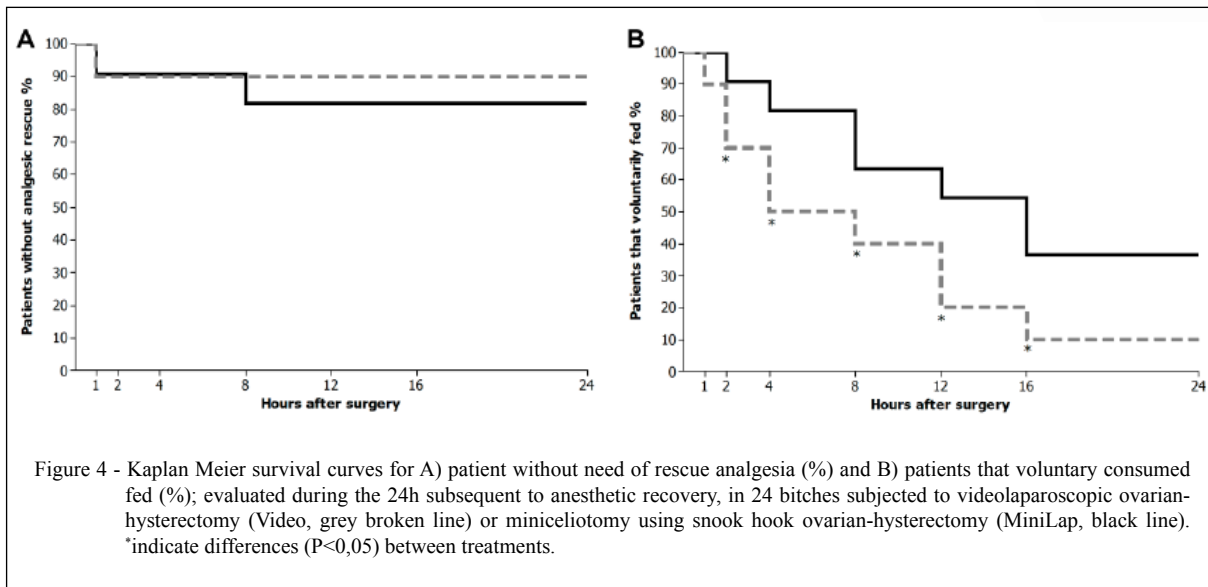 A
Patients without analgesic rescue %
100
90
80
70
60
50
40
30
20
10
0
1 2 4 8 12 16 24
Hours after surgery
B
Patients that voluntarily fed %
100
90
80
70
60
50
40
30
20
10
0
* * * * *
1 2 4 8 12 16 24
Hours after surgery
Figure 4 - Kaplan Meier survival curves for A) patient without need of rescue analgesia (%) and B) patients that voluntary consumed
fed (%); evaluated during the 24h subsequent to anesthetic recovery, in 24 bitches subjected to videolaparoscopic ovarian-
hysterectomy (Video, grey broken line) or miniceliotomy using snook hook ovarian-hysterectomy (MiniLap, black line).
*indicate differences (P<0,05) between treatments.